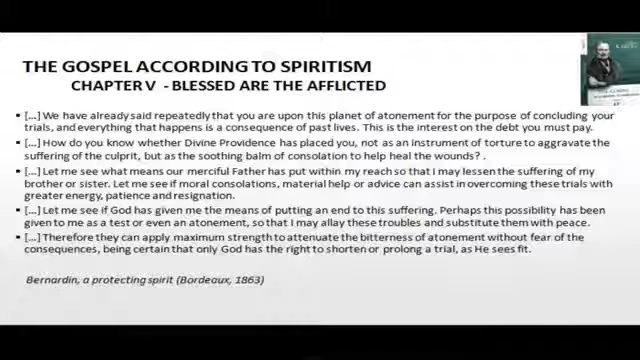 THE GOSPEL ACCORDING TO SPIRITISM
CHAPTER V - BLESSED ARE THE AFFLICTED
▪ [...] We have already said repeatedly that you are upon this planet of atonement for the purpose of concluding your
trials, and everything that happens is a consequence of past lives. This is the interest on the debt you must pay.
▪ [...] How do you know whether Divine Providence has placed you, not as an instrument of torture to aggravate the
suffering of the culprit, but as the soothing balm of consolation to help heal the wounds? .
▪ [...] Let me see what means our merciful Father has put within my reach so that I may lessen the suffering of my
brother or sister. Let me see if moral consolations, material help or advice can assist in overcoming these trials with
greater energy, patience and resignation.
▪ [...] Let me see if God has given me the means of putting an end to this suffering. Perhaps this possibility has been
given to me as a test or even an atonement, so that I may allay these troubles and substitute them with peace.
▪ [...] Therefore they can apply maximum strength to attenuate the bitterness of atonement without fear of the
consequences, being certain that only God has the right to shorten or prolong a trial, as He sees fit.
Bernardin, a protecting spirit (Bordeaux, 1863)